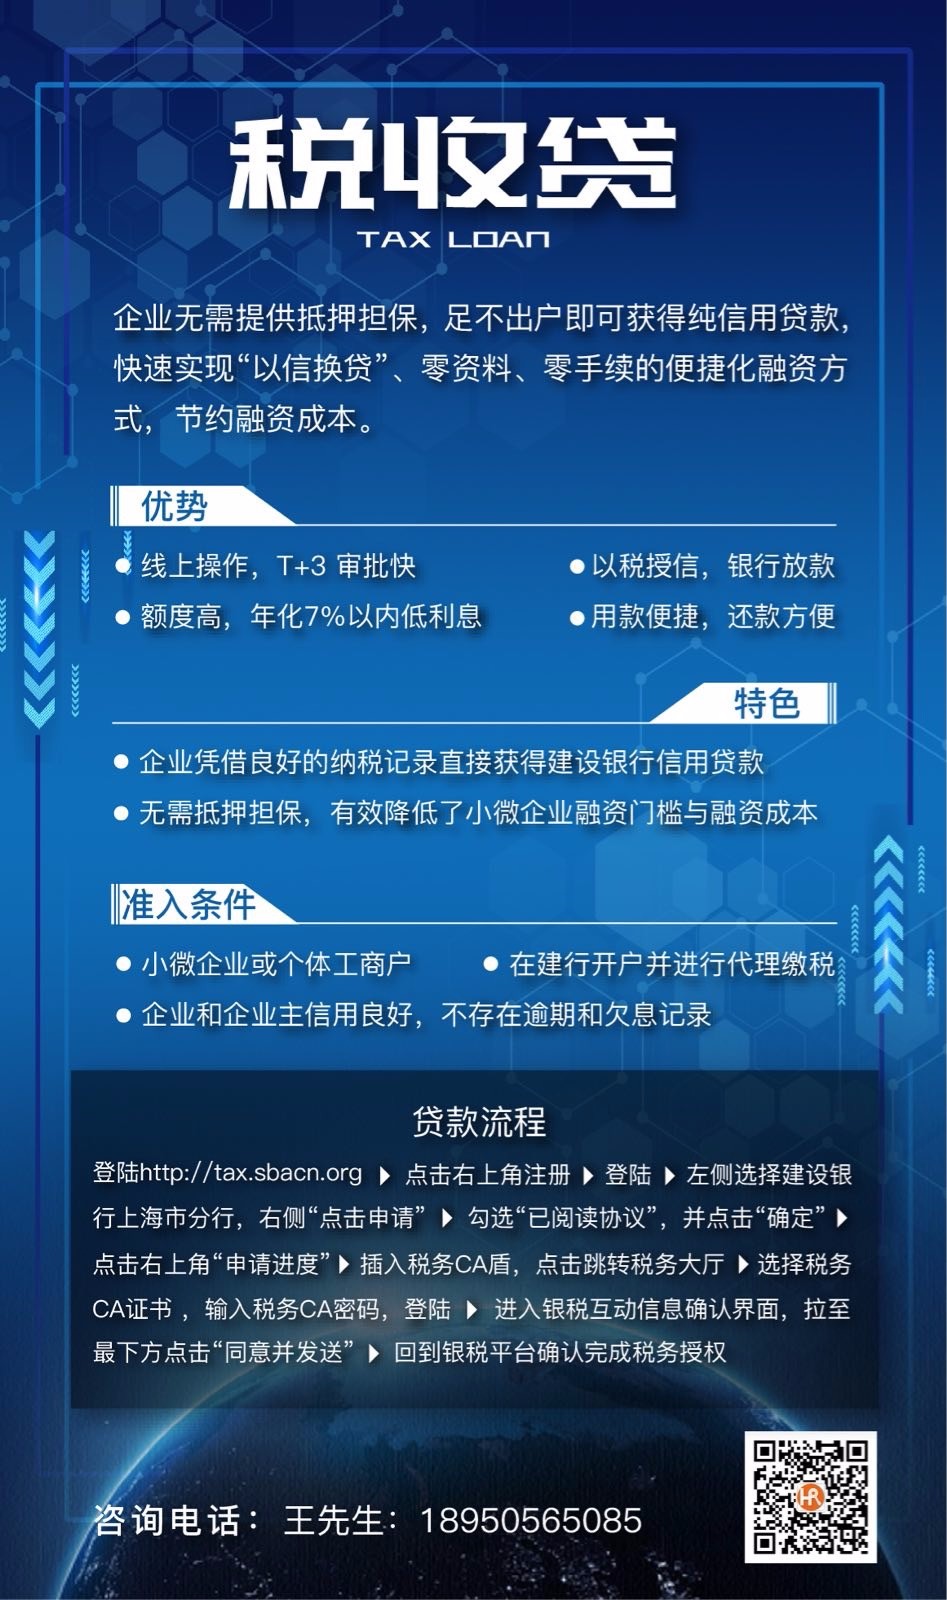 税收贷
TAX LOAN
企业无需提供抵押担保，足不出户即可获得纯信用贷款，
快速实现“以信换贷”、零资料、零手续的便捷化融资方
式，节约融资成本。
优势
● 线上操作，T+3 审批快
● 以税授信，银行放款
● 额度高，年化7%以内低利息
● 用款便捷，还款方便
特色
● 企业凭借良好的纳税记录直接获得建设银行信用贷款
● 无需抵押担保，有效降低了小微企业融资门槛与融资成本
准入条件
● 小微企业或个体工商户
● 在建行开户并进行代理缴税
● 企业和企业主信用良好，不存在逾期和欠息记录
贷款流程
登陆http://tax.sbacn.org ▶ 点击右上角注册 ▶ 登陆 ▶ 左侧选择建设银
行上海市分行，右侧“点击申请” ▶ 勾选“已阅读协议”，并点击“确定” ▶
点击右上角“申请进度” ▶ 插入税务CA盾，点击跳转税务大厅 ▶ 选择税务
CA证书 ，输入税务CA密码，登陆 ▶ 进入银税互动信息确认界面，拉至
最下方点击“同意并发送” ▶ 回到银税平台确认完成税务授权
咨询电话：王先生：18950565085
HR